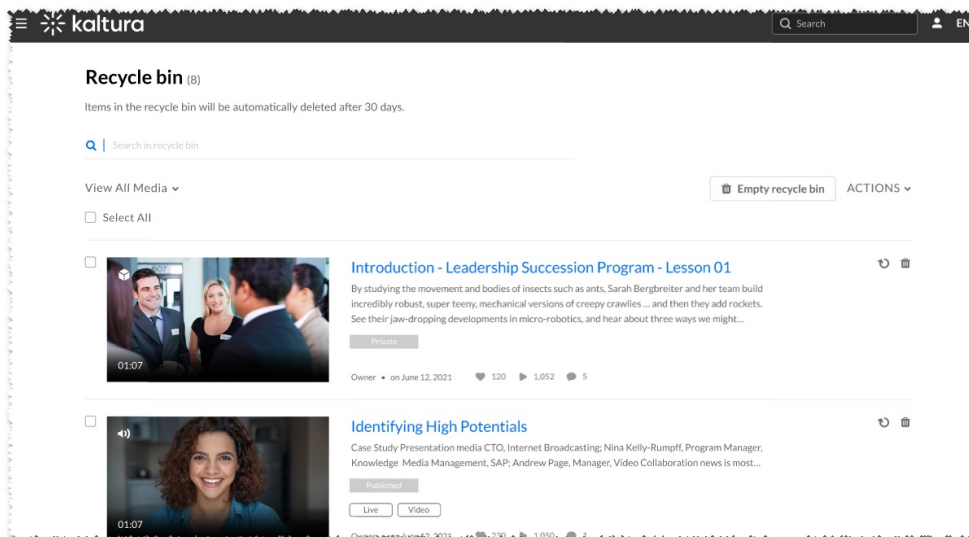 kaltura
Search
EN
Recycle bin (8)
Items in the recycle bin will be automatically deleted after 30 days.
Search in recycle bin
View All Media
Empty recycle bin
ACTIONS
Select All
Introduction - Leadership Succession Program - Lesson 01
By studying the movement and bodies of insects such as ants, Sarah Bergbreiter and her team build
incredibly robust, super teeny, mechanical versions of creepy crawlies ... and then they add rockets.
See their jaw-dropping developments in micro-robotics, and hear about three ways we might...
Private
01:07
Owner • on June 12, 2021 120 1,052 5
Identifying High Potentials
Case Study Presentation media CTO, Internet Broadcasting; Nina Kelly-Rumpff, Program Manager,
Knowledge Media Management, SAP; Andrew Page, Manager, Video Collaboration news is most...
Published
Live Video
01:07